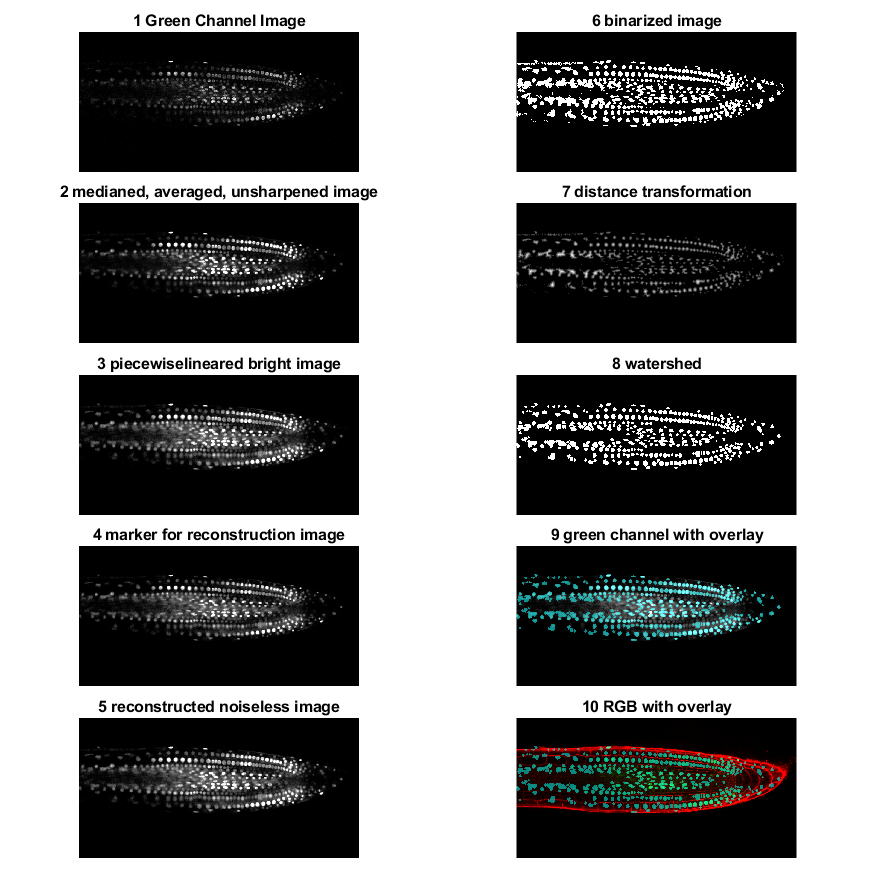 1 Green Channel Image
2 medianed, averaged, unsharpened image
3 piecewiselineared bright image
4 marker for reconstruction image
5 reconstructed noiseless image
6 binarized image
7 distance transformation
8 watershed
9 green channel with overlay
10 RGB with overlay